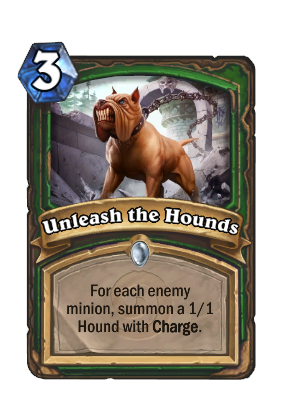 3
Unleash the Hounds
For each enemy
minion, summon a 1/1
Hound with Charge.